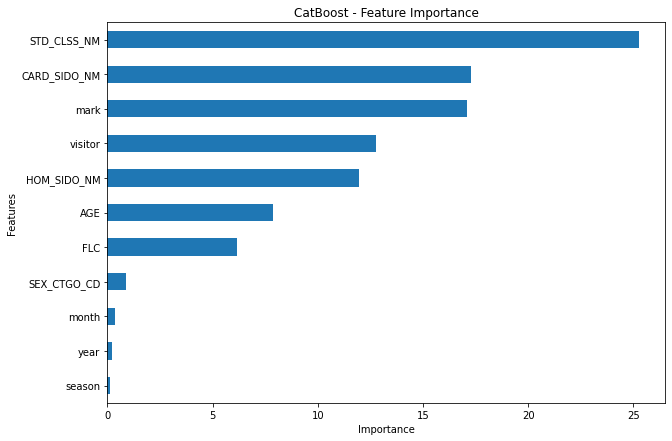 CatBoost - Feature Importance
STD_CLSS_NM
CARD_SIDO_NM
mark
visitor
HOM_SIDO_NM
AGE
FLC
SEX_CTGO_CD
month
year
season
Features
0 5 10 15 20 25
Importance